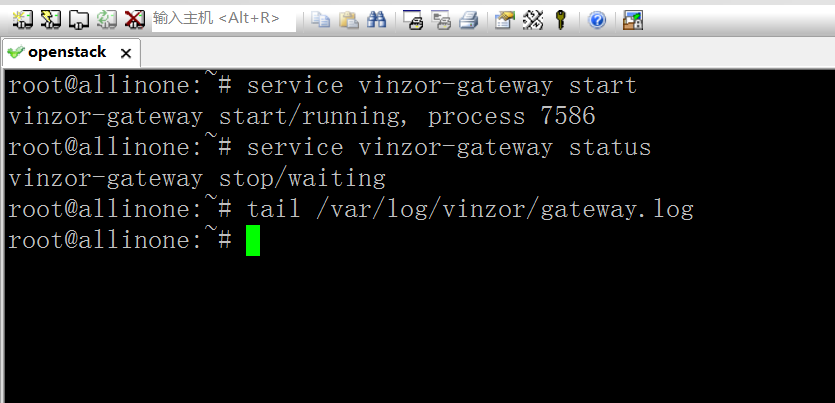 输入主机 <Alt+R>
openstack
root@allinone:~# service vinzor-gateway start
vinzor-gateway start/running, process 7586
root@allinone:~# service vinzor-gateway status
vinzor-gateway stop/waiting
root@allinone:~# tail /var/log/vinzor/gateway.log
root@allinone:~#